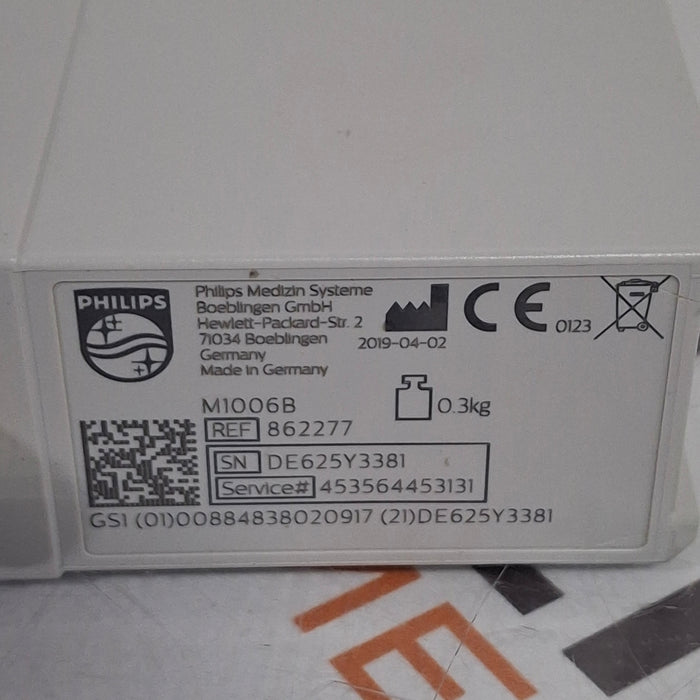 PHILIPS
Philips Medizin Systeme
Boeblingen GmbH
Hewlett-Packard-Str. 2
71034 Boeblingen
Germany
Made in Germany
2019-04-02
CE 0123
M1006B
0.3kg
REF 862277
SN DE625Y3381
Service# 453564453131
GS1 (01)00884838020917 (21)DE625Y3381